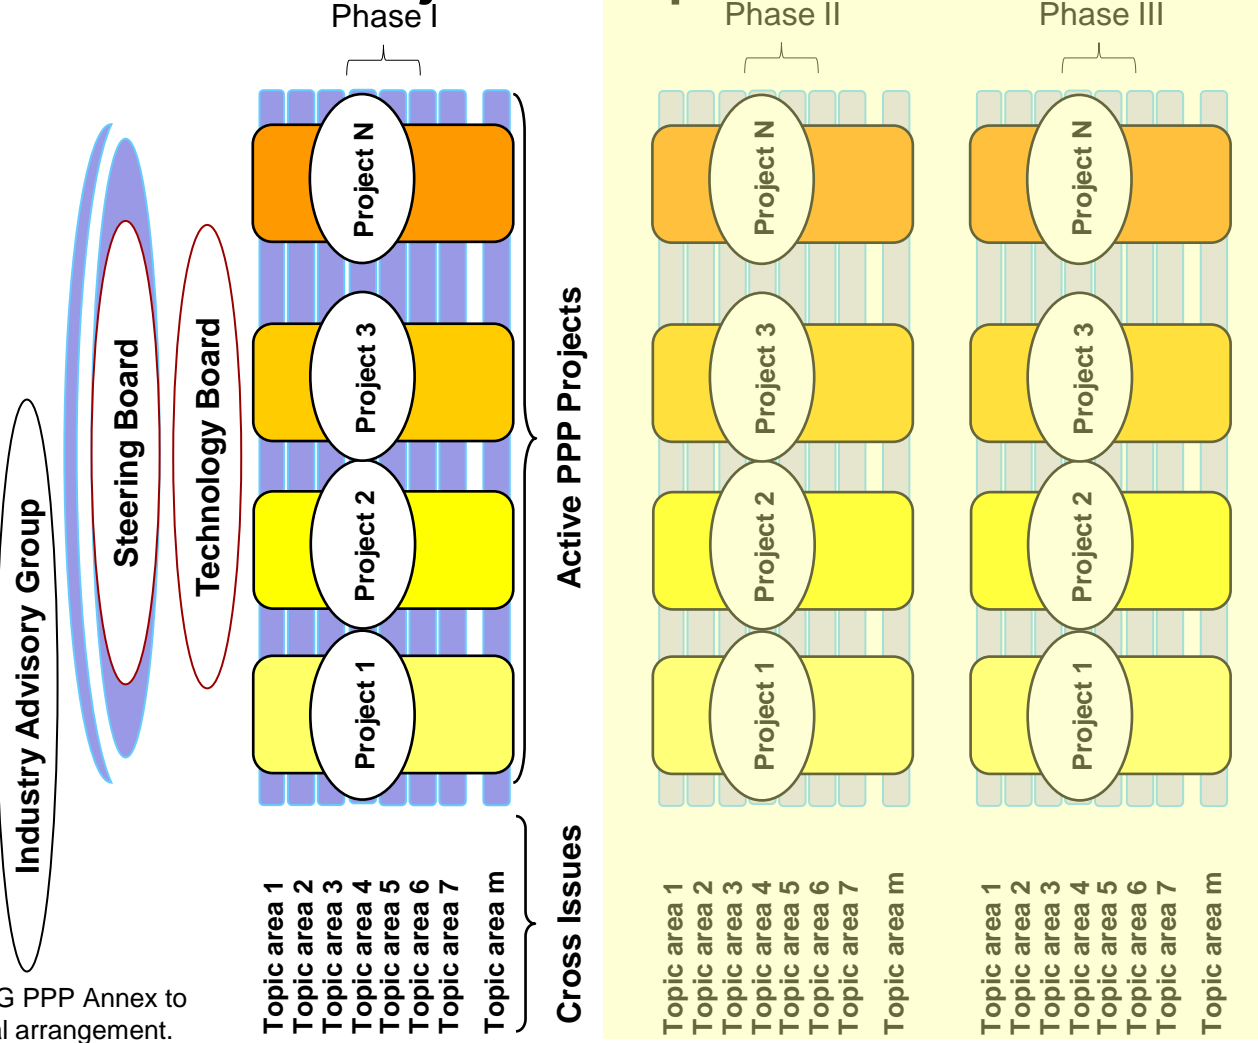 Phase I
Phase II
Phase III
Project N
Project 3
Project 2
Project 1
Project N
Project 3
Project 2
Project 1
Project N
Project 3
Project 2
Project 1
Industry Advisory Group
Steering Board
Technology Board
Active PPP Projects
Cross Issues
Topic area 1
Topic area 2
Topic area 3
Topic area 4
Topic area 5
Topic area 6
Topic area 7
Topic area m
Topic area 1
Topic area 2
Topic area 3
Topic area 4
Topic area 5
Topic area 6
Topic area 7
Topic area m
Topic area 1
Topic area 2
Topic area 3
Topic area 4
Topic area 5
Topic area 6
Topic area 7
Topic area m
G PPP Annex to
arrangement.